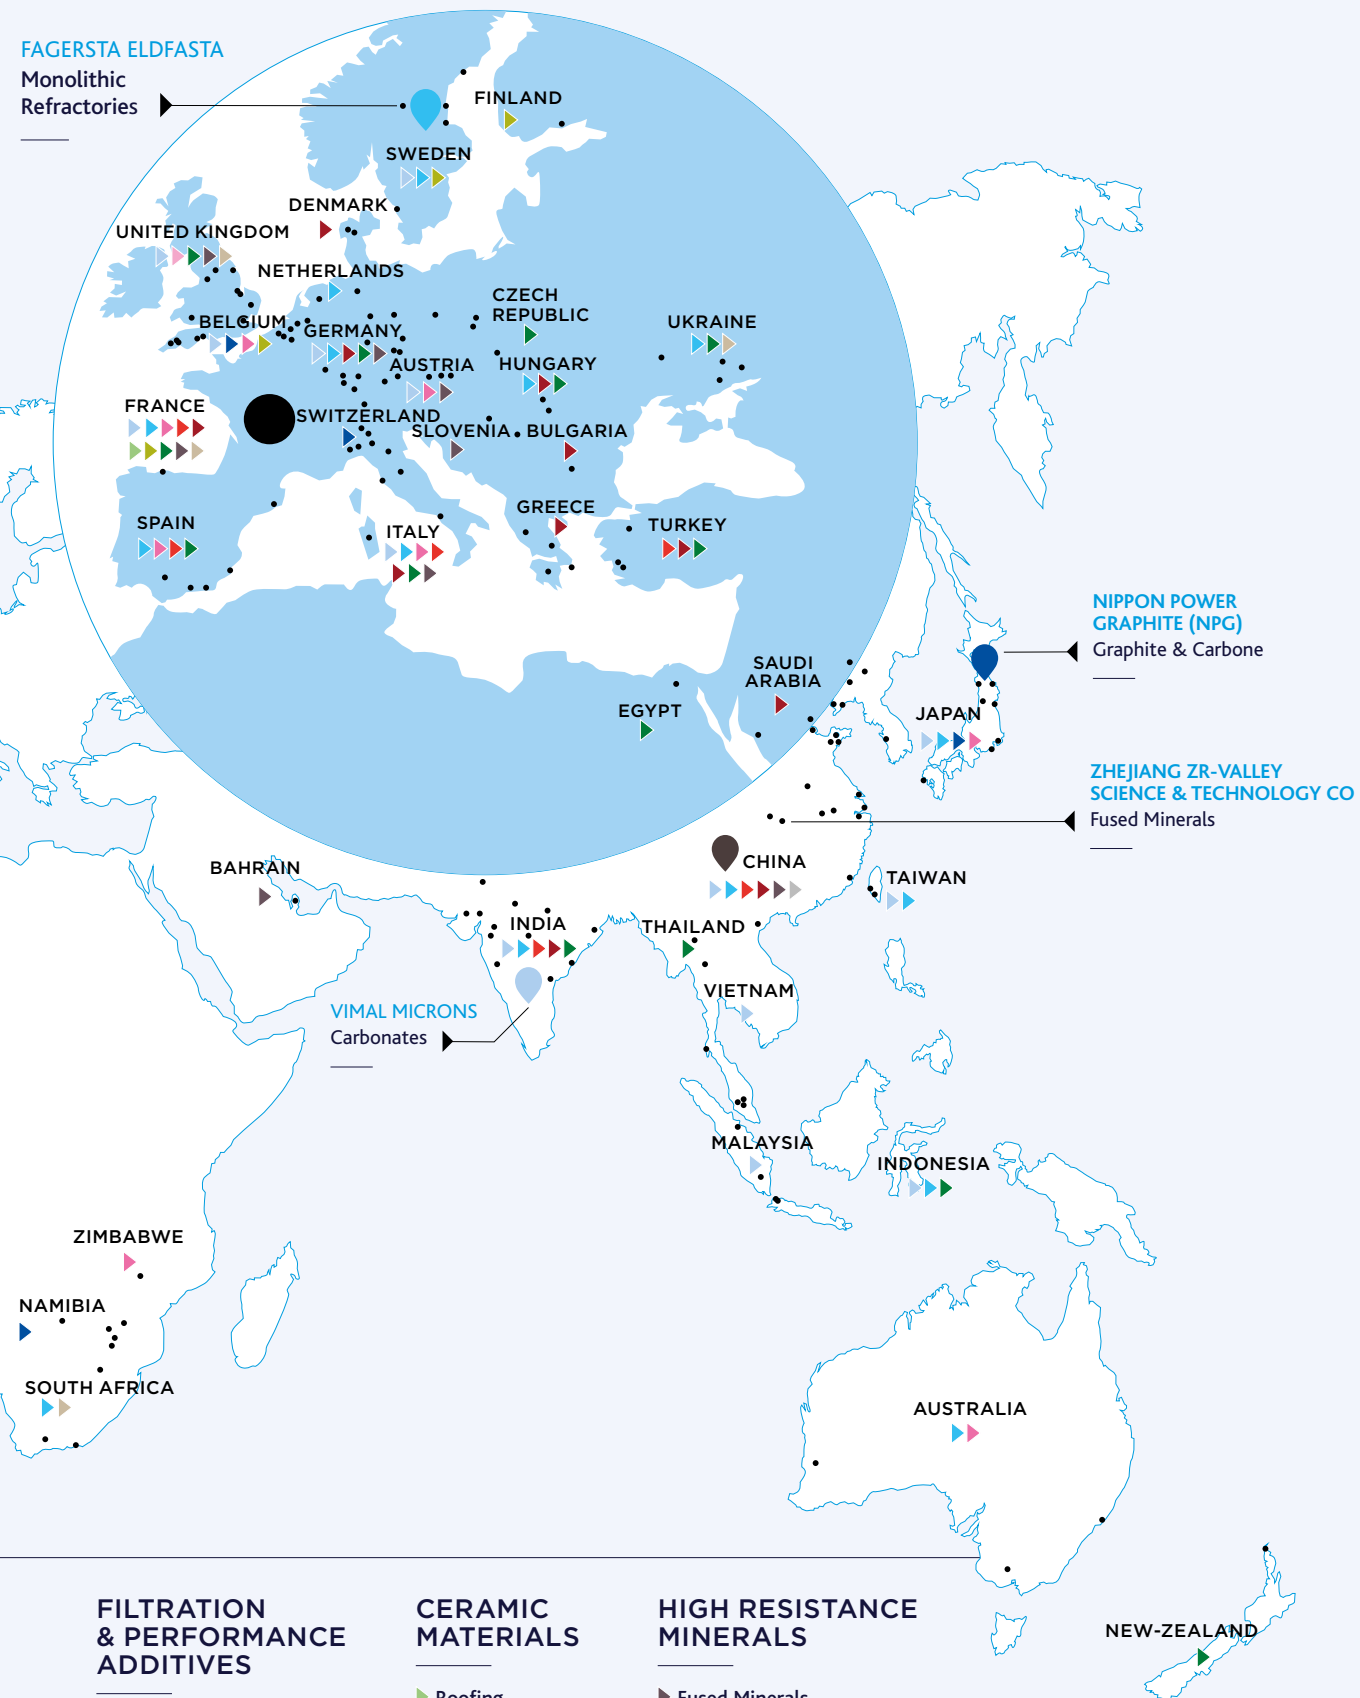 FAGERSTA ELDFASTA
Monolithic
Refractories
FINLAND
SWEDEN
DENMARK
UNITED KINGDOM
NETHERLANDS
CZECH
REPUBLIC
BELGIUM
GERMANY
UKRAINE
AUSTRIA
HUNGARY
FRANCE
SWITZERLAND
SLOVENIA
BULGARIA
SPAIN
ITALY
GREECE
TURKEY
NIPPON POWER
GRAPHITE (NPG)
Graphite & Carbone
SAUDI
ARABIA
EGYPT
JAPAN
ZHEJIANG ZR-VALLEY
SCIENCE & TECHNOLOGY CO
Fused Minerals
BAHRAIN
CHINA
TAIWAN
INDIA
THAILAND
VIETNAM
VIMAL MICRONS
Carbonates
MALAYSIA
INDONESIA
ZIMBABWE
NAMIBIA
SOUTH AFRICA
AUSTRALIA
NEW-ZEALAND
FILTRATION
& PERFORMANCE
ADDITIVES
CERAMIC
MATERIALS
Roofing
HIGH RESISTANCE
MINERALS
Fused Minerals